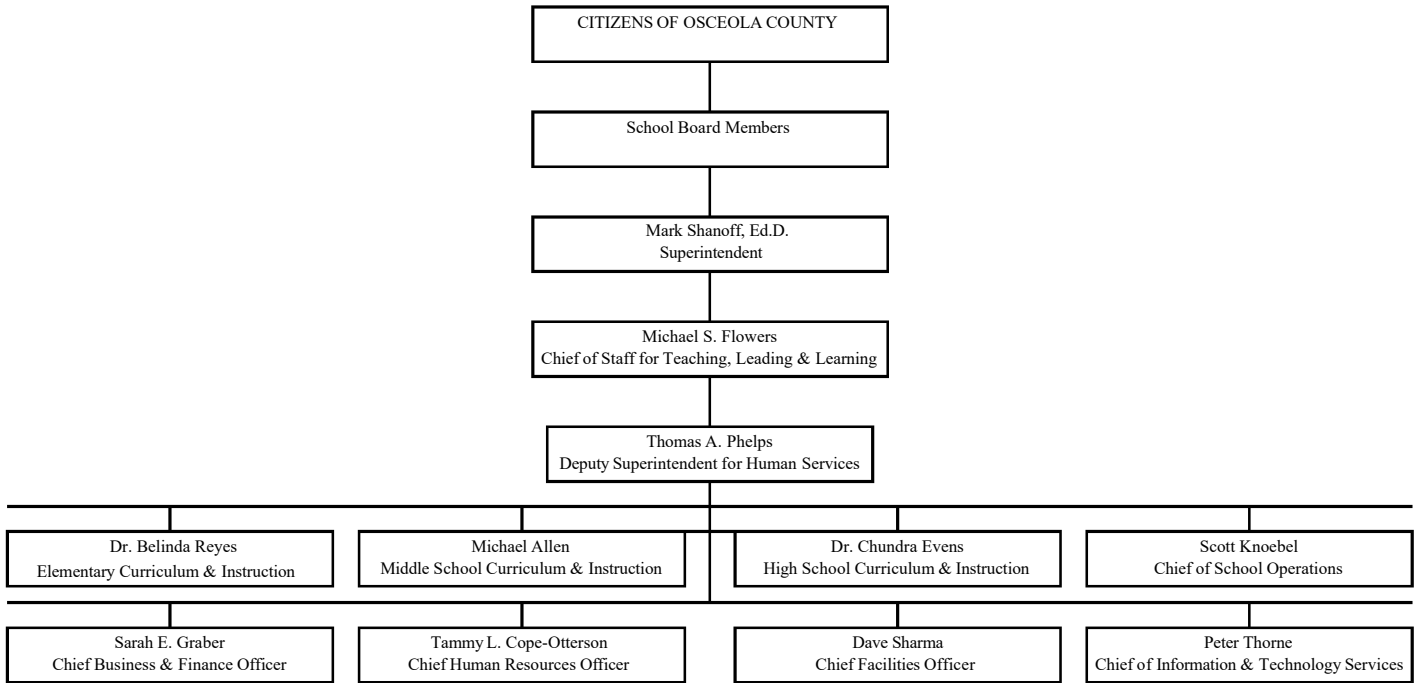 CITIZENS OF OSCEOLA COUNTY
School Board Members
Mark Shanoff, Ed.D.
Superintendent
Michael S. Flowers
Chief of Staff for Teaching, Leading & Learning
Thomas A. Phelps
Deputy Superintendent for Human Services
Dr. Belinda Reyes
Elementary Curriculum & Instruction
Michael Allen
Middle School Curriculum & Instruction
Dr. Chundra Evens
High School Curriculum & Instruction
Scott Knoebel
Chief of School Operations
Sarah E. Graber
Chief Business & Finance Officer
Tammy L. Cope-Otterson
Chief Human Resources Officer
Dave Sharma
Chief Facilities Officer
Peter Thorne
Chief of Information & Technology Services